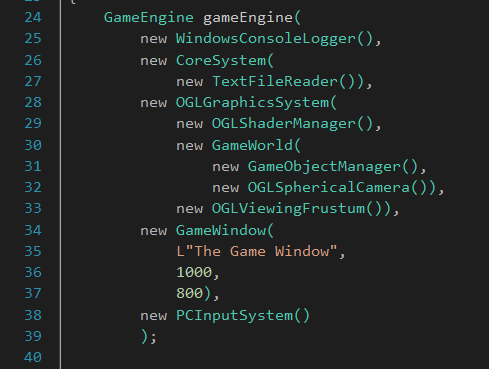 {
24 GameEngine gameEngine(
25 new WindowsConsoleLogger(),
26 new CoreSystem(
27 new TextFileReader()),
28 new OGLGraphicsSystem(
29 new OGLShaderManager(),
30 new GameWorld(
31 new GameObjectManager(),
32 new OGLSphericalCamera()),
33 new OGLViewingFrustum()),
34 new GameWindow(
35 L"The Game Window",
36 1000,
37 800),
38 new PCInputSystem()
39 );
40